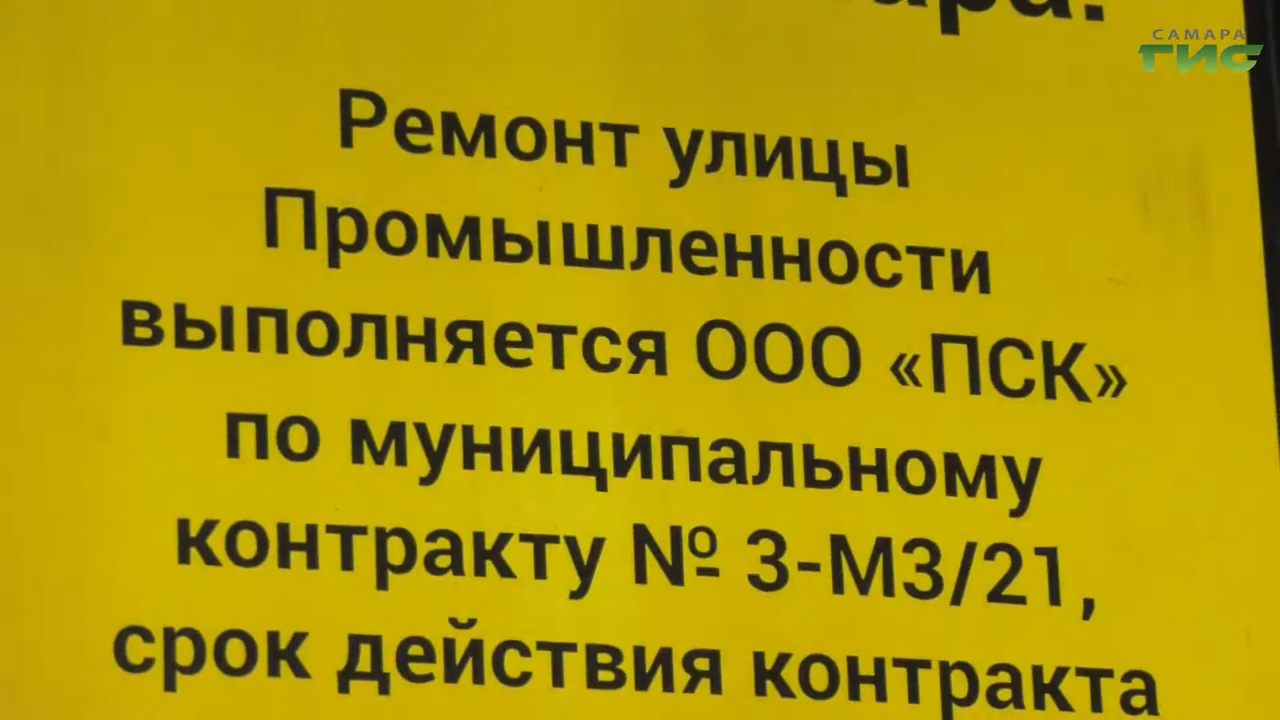 САМАРА
ГИС
Ремонт улицы
Промышленности
выполняется ООО «ПСК»
по муниципальному
контракту № 3-МЗ/21,
срок действия контракта